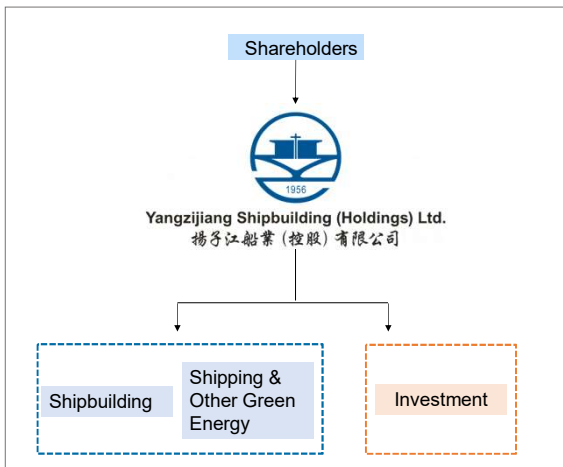 Shareholders
1956
Yangzijiang Shipbuilding (Holdings) Ltd.
揚子江船業(控股)有限公司
Shipbuilding
Shipping &
Other Green
Energy
Investment